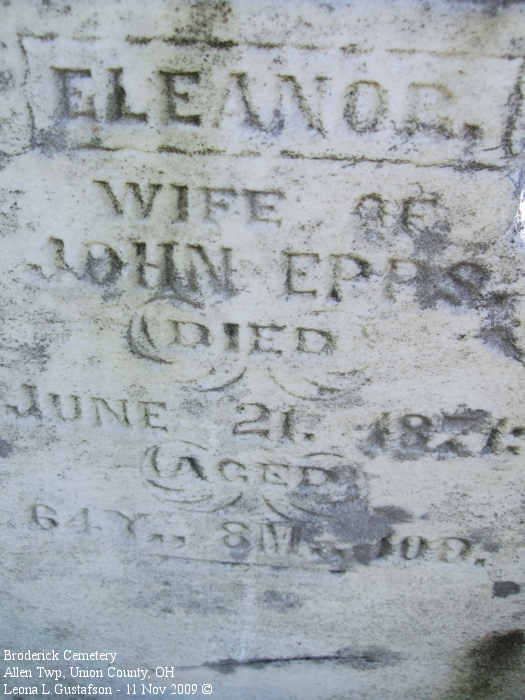 ELEANOR,
WIFE OF
JOHN EPPS
DIED
JUNE 21. 
AGED
64 Y., 8 M., 10 D.
Broderick Cemetery
Allen Twp, Union County, OH
Leona L Gustafson - 11 Nov 2009 ©